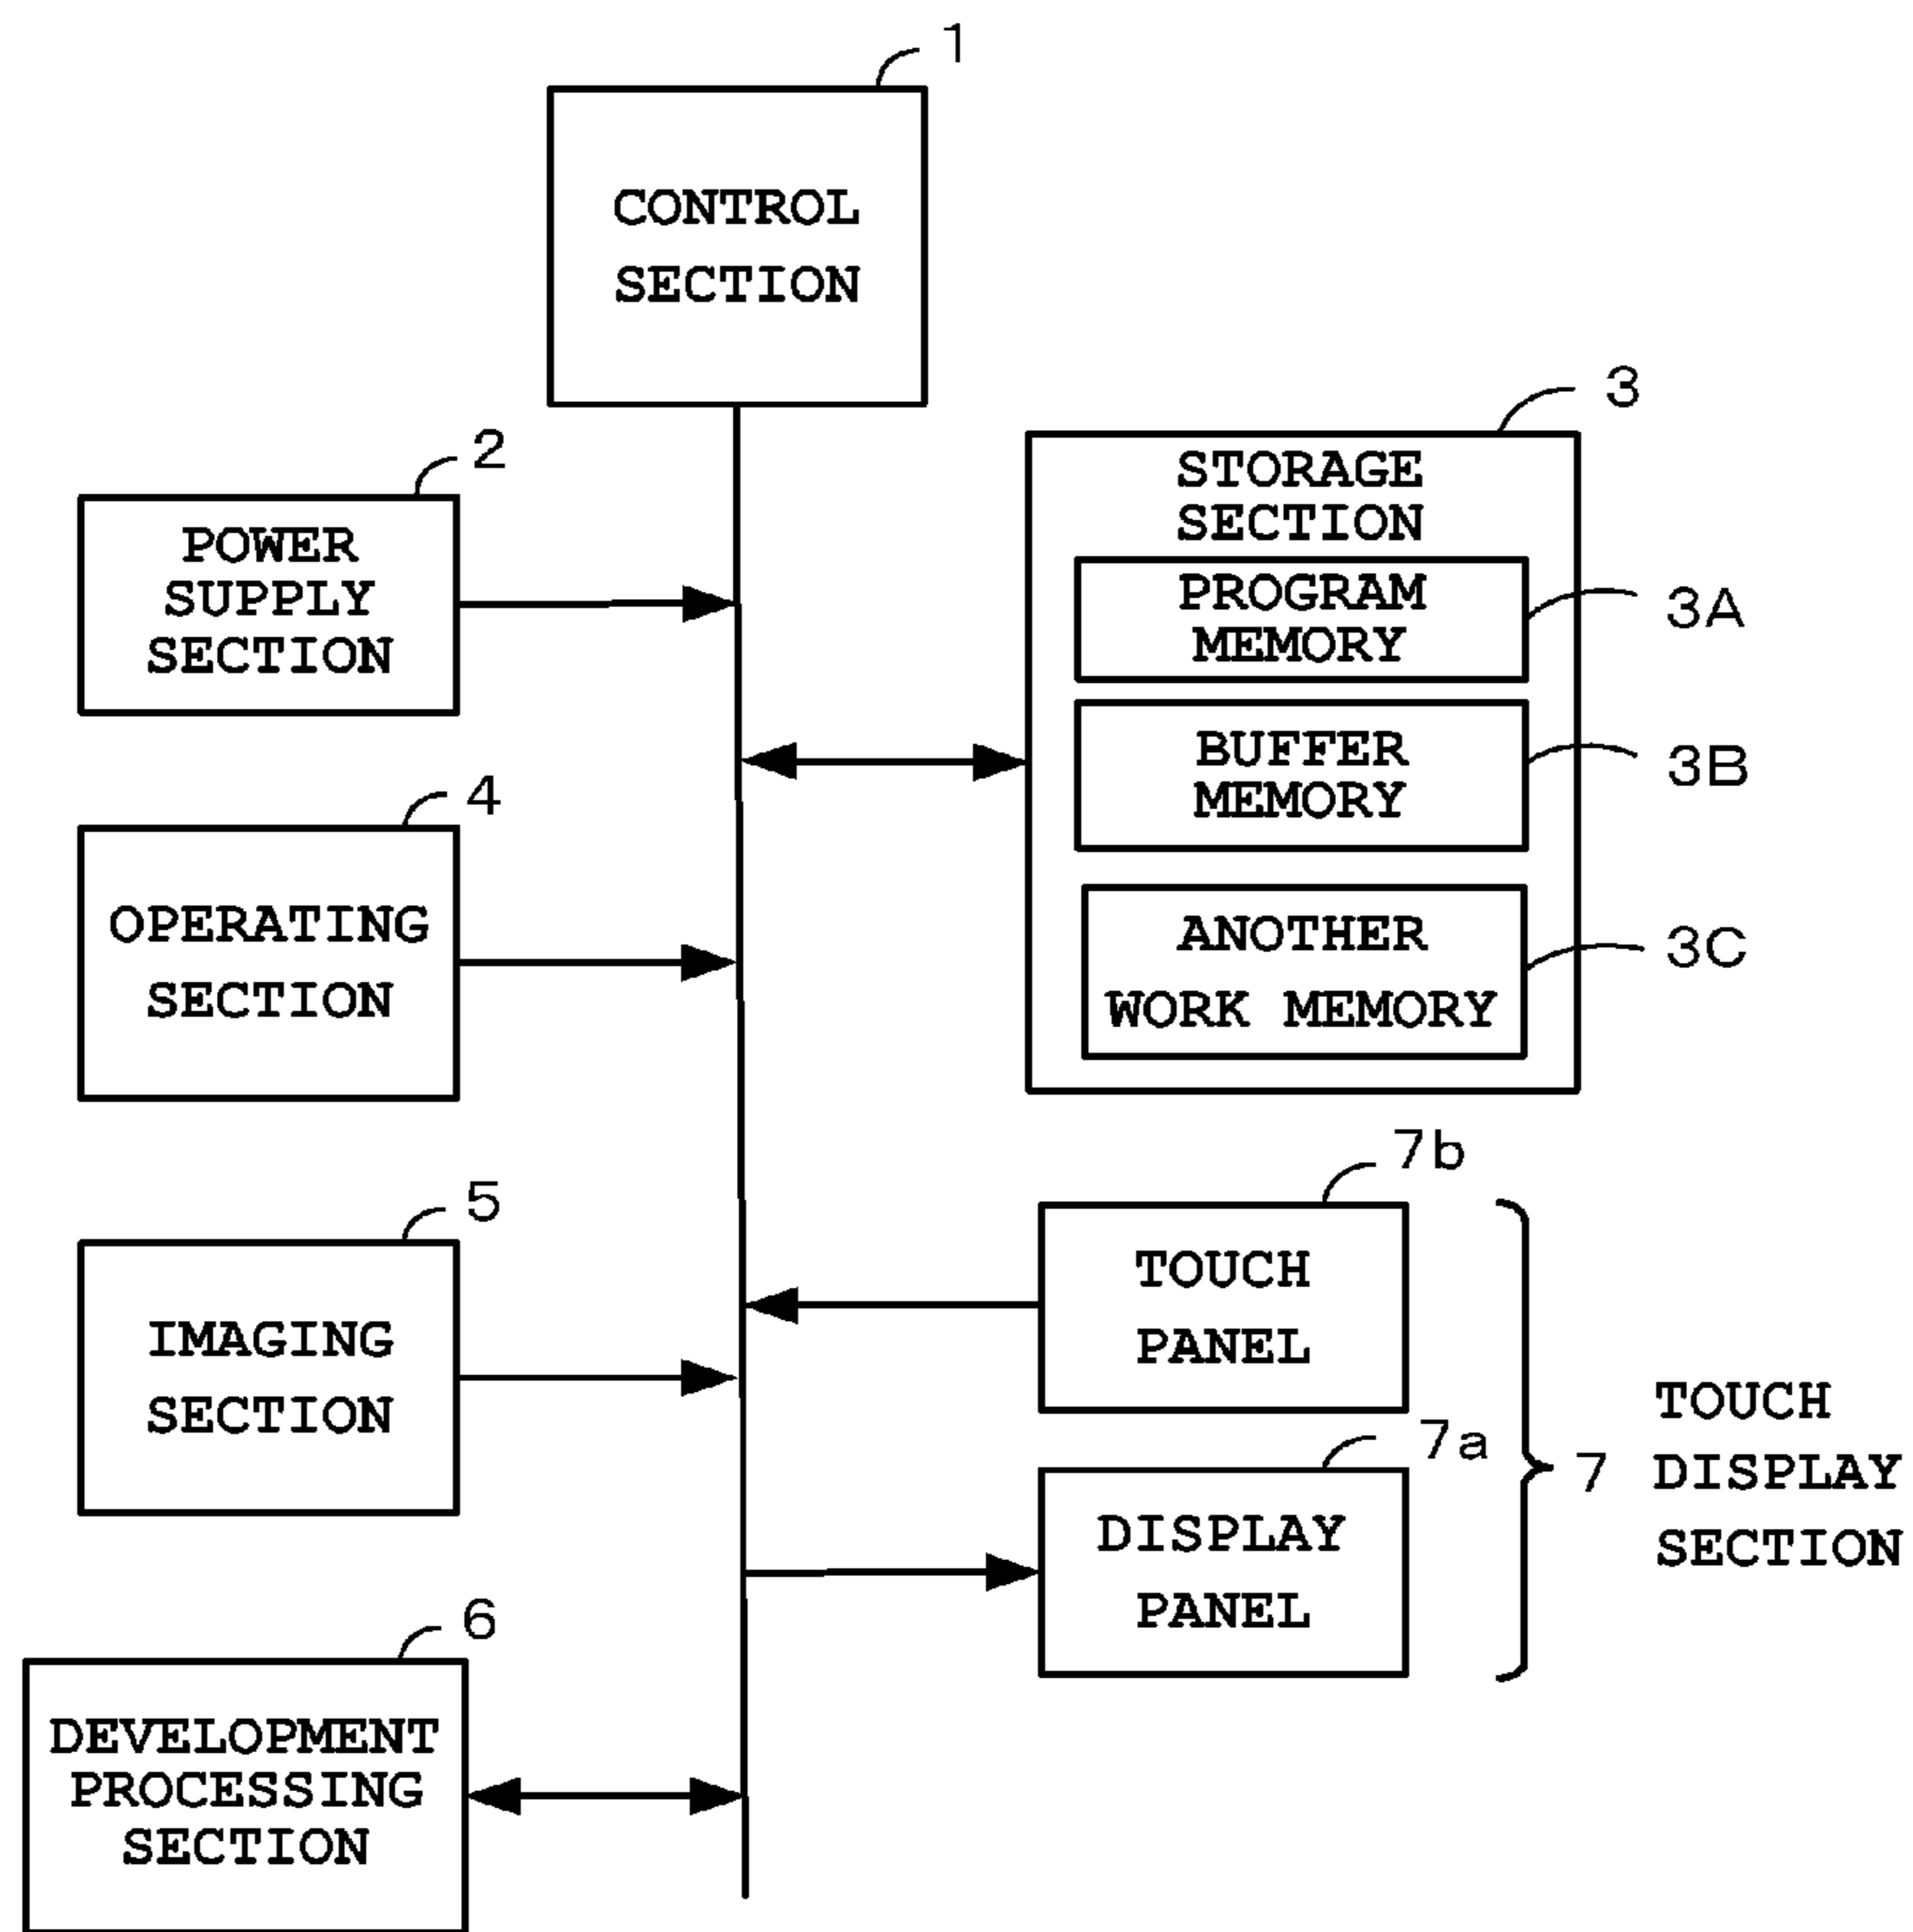 1
CONTROL
SECTION
2
POWER
SUPPLY
SECTION
3
STORAGE
SECTION
PROGRAM
MEMORY
3A
BUFFER
MEMORY
3B
ANOTHER
WORK MEMORY
3C
4
OPERATING
SECTION
5
IMAGING
SECTION
7b
TOUCH
PANEL
7a
DISPLAY
PANEL
7
TOUCH
DISPLAY
SECTION
6
DEVELOPMENT
PROCESSING
SECTION